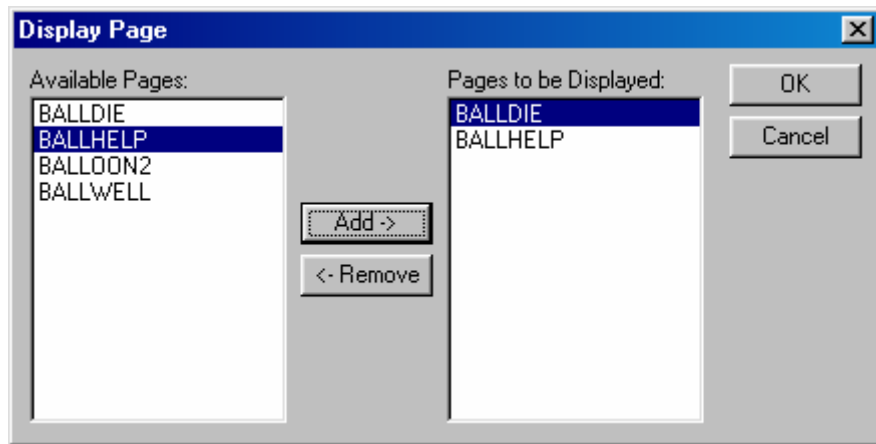 Display Page
Available Pages:
BALLDIE
BALLHELP
BALLOON2
BALLWELL
Add ->
<- Remove
Pages to be Displayed:
BALLDIE
BALLHELP
OK
Cancel